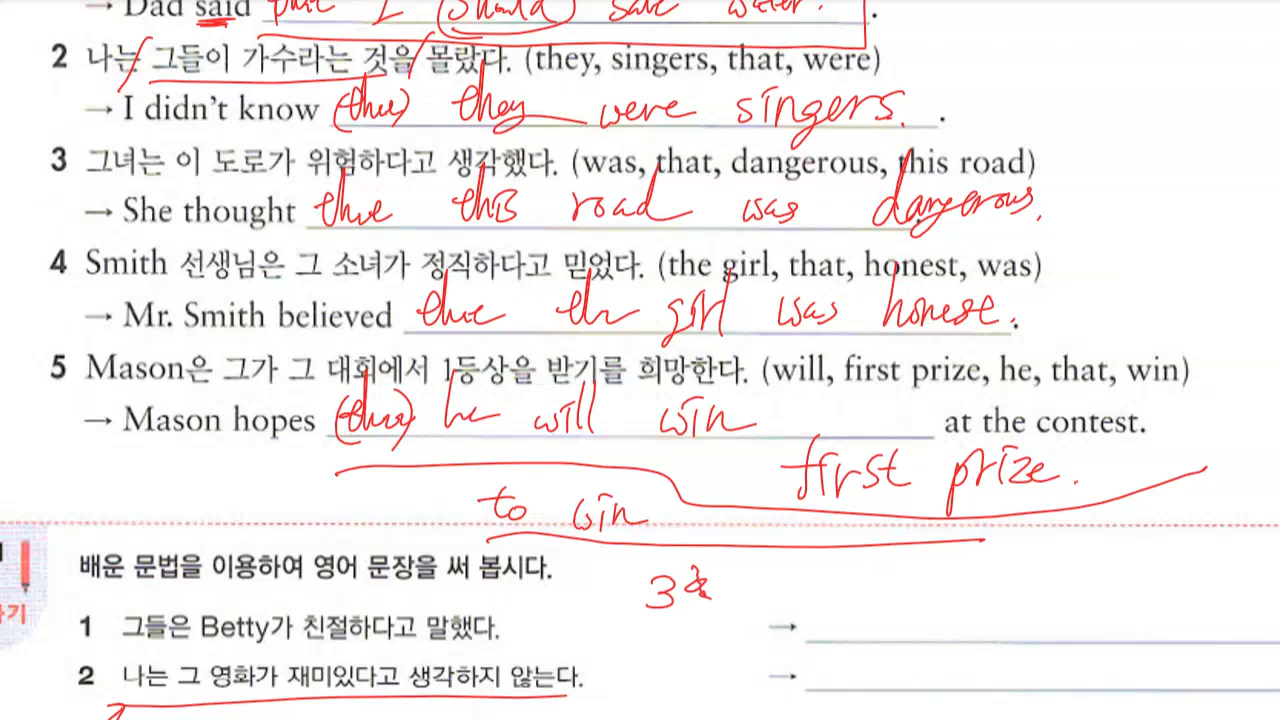 → Dad said that I should save water.
2 나는 그들이 가수라는 것을 몰랐다. (they, singers, that, were)
→ I didn't know (that) they were singers. .
3 그녀는 이 도로가 위험하다고 생각했다. (was, that, dangerous, this road)
→ She thought that this road was dangerous.
4 Smith 선생님은 그 소녀가 정직하다고 믿었다. (the girl, that, honest, was)
→ Mr. Smith believed that the girl was honest. .
5 Mason은 그가 그 대회에서 1등상을 받기를 희망한다. (will, first prize, he, that, win)
→ Mason hopes (that) he will win at the contest.
first prize.
to win
배운 문법을 이용하여 영어 문장을 써 봅시다.
3
1 그들은 Betty가 친절하다고 말했다. →
2 나는 그 영화가 재미있다고 생각하지 않는다. →